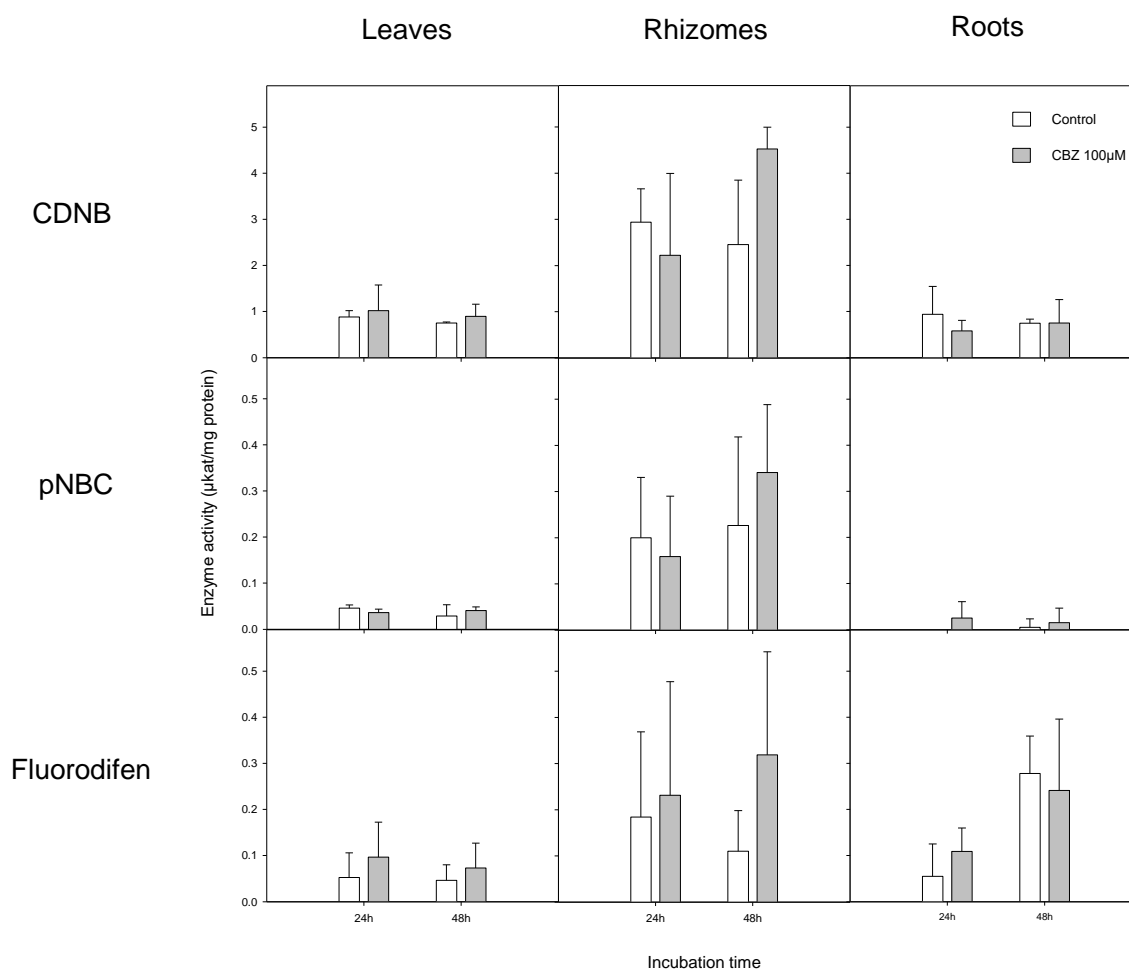 Leaves Rhizomes Roots
CDNB
5
4
3
2
1
0
Control
CBZ 100µM
pNBC
Enzyme activity (µkat/mg protein)
0.5
0.4
0.3
0.2
0.1
0.0
Fluorodifen
0.5
0.4
0.3
0.2
0.1
0.0
24h 48h 24h 48h 24h 48h
Incubation time